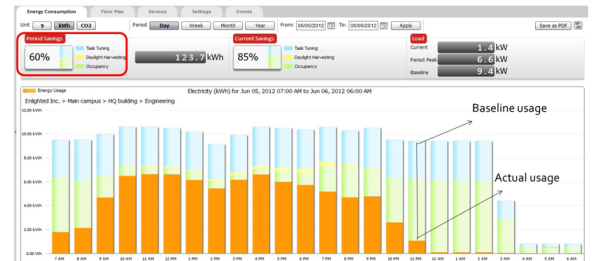 Energy Consumption Floor Plan Devices Settings Events
Unit $ kWh CO2 Period Day Week Month Year From: 06/05/2012 To: 06/06/2012 Apply Save as PDF
Period Savings
60%
Task Tuning
Daylight Harvesting
Occupancy
123.7 kWh
Current Savings
85%
Task Tuning
Daylight Harvesting
Occupancy
Load
Current 1.4 kW
Period Peak 6.6 kW
Baseline 9.4 kW
Energy Usage
Electricity (kWh) for Jun 05, 2012 07:00 AM to Jun 06, 2012 06:00 AM
Enlighted Inc. > Main campus > HQ building > Engineering
Baseline usage
Actual usage
12.00 kWh
10.00 kWh
8.00 kWh
6.00 kWh
4.00 kWh
2.00 kWh
0.00 kWh
7 AM 8 AM 9 AM 10 AM 11 AM 12 PM 1 PM 2 PM 3 PM 4 PM 5 PM 6 PM 7 PM 8 PM 9 PM 10 PM 11 PM 12 AM 1 AM 2 AM 3 AM 4 AM 5 AM 6 AM